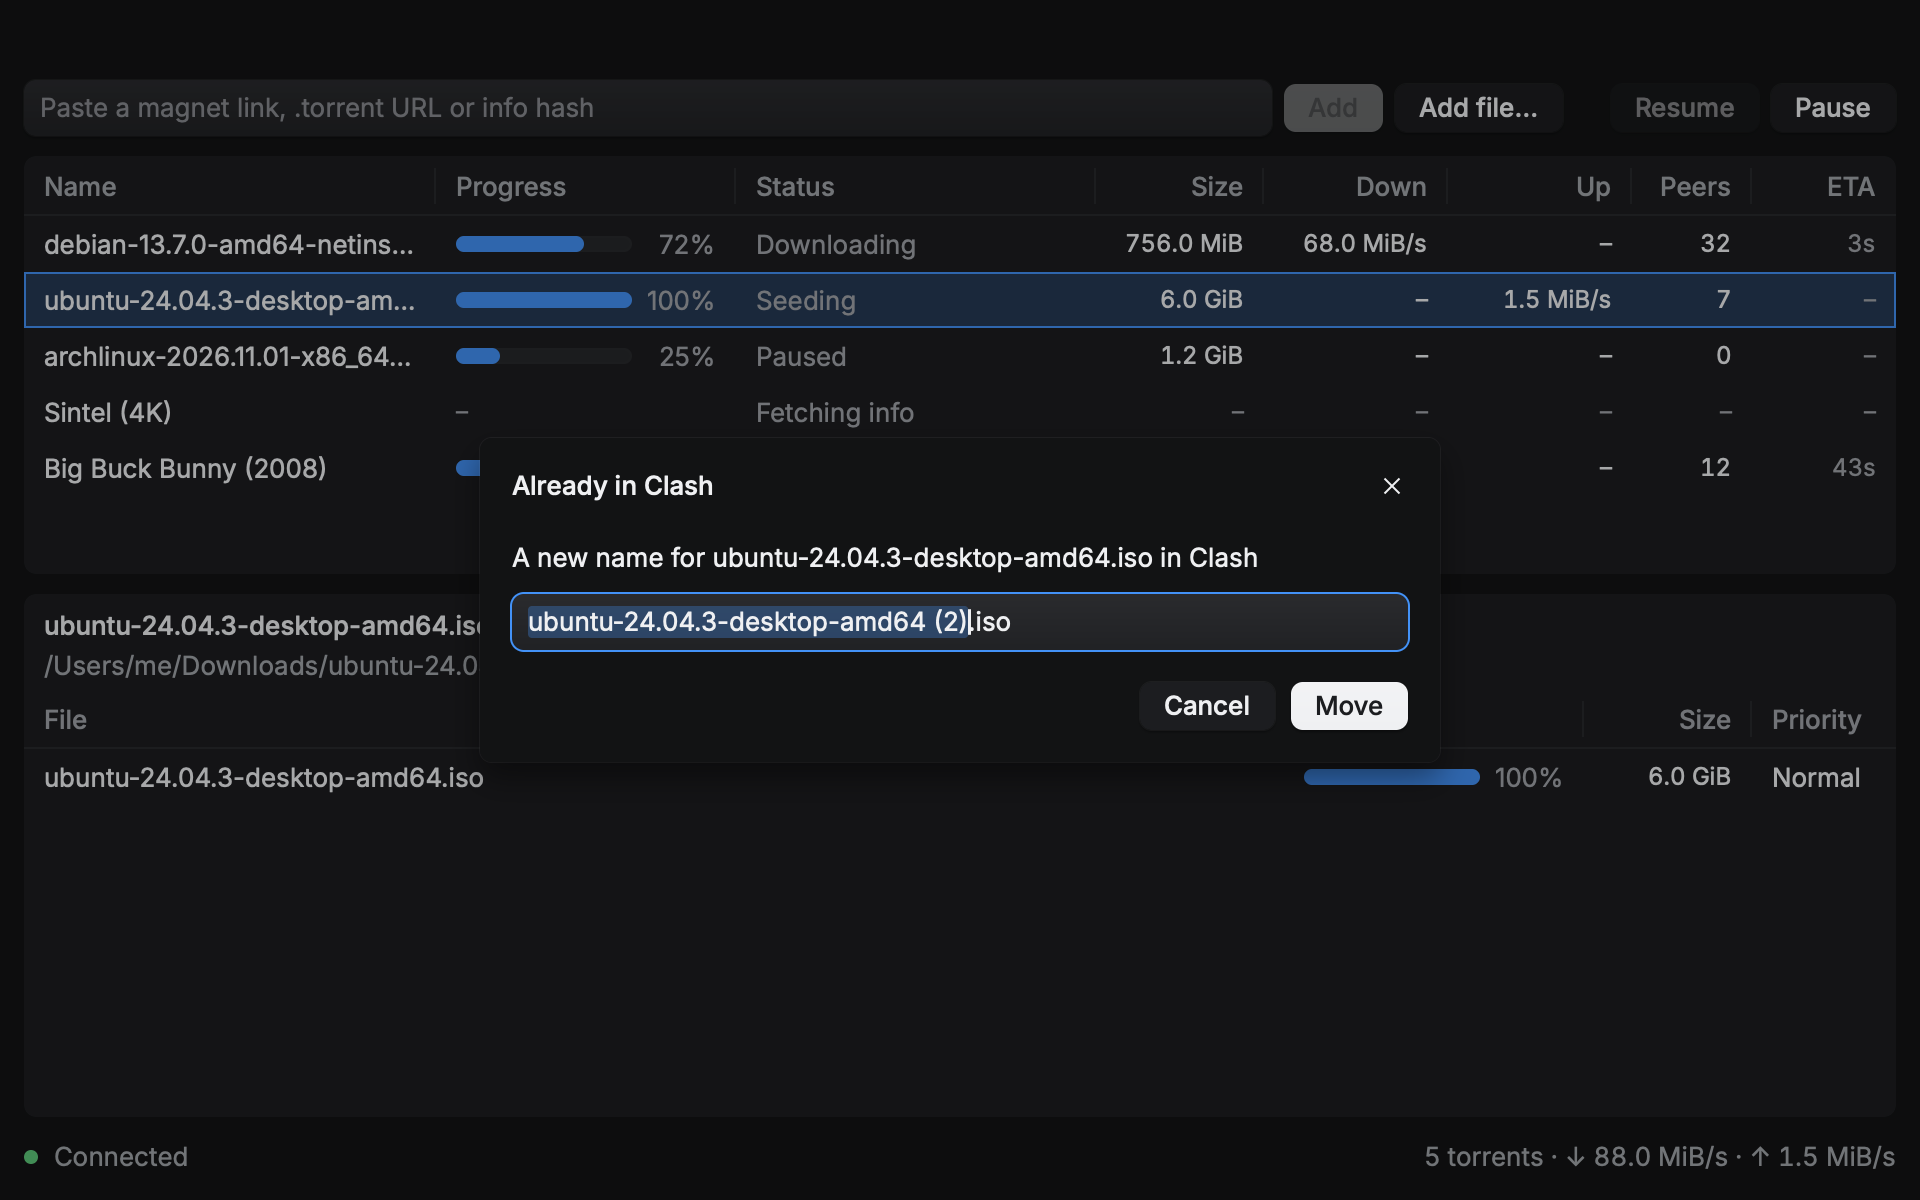 Paste a magnet link, .torrent URL or info hash
Add
Add file...
Resume
Pause
Name Progress Status Size Down Up Peers ETA
debian-13.7.0-amd64-netins... 72% Downloading 756.0 MiB 68.0 MiB/s – 32 3s
ubuntu-24.04.3-desktop-am... 100% Seeding 6.0 GiB – 1.5 MiB/s 7 –
archlinux-2026.11.01-x86_64... 25% Paused 1.2 GiB – – 0 –
Sintel (4K) – Fetching info – – – – –
Big Buck Bunny (2008) – 12 43s
Already in Clash
A new name for ubuntu-24.04.3-desktop-amd64.iso in Clash
ubuntu-24.04.3-desktop-amd64 (2).iso
Cancel
Move
ubuntu-24.04.3-desktop-amd64.iso
/Users/me/Downloads/ubuntu-24.0
File Size Priority
ubuntu-24.04.3-desktop-amd64.iso 100% 6.0 GiB Normal
Connected
5 torrents · ↓ 88.0 MiB/s · ↑ 1.5 MiB/s